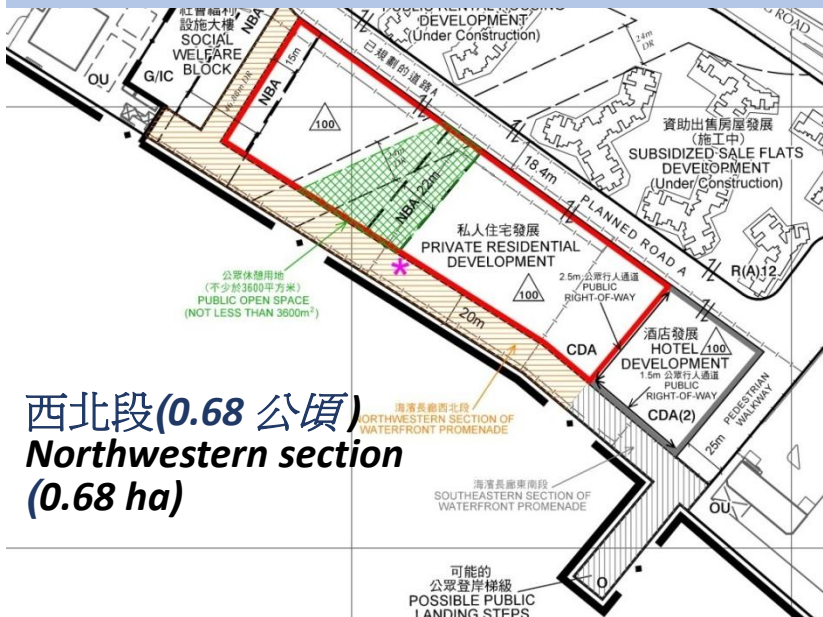 社會福利
設施大樓
SOCIAL
WELFARE
BLOCK
NBA
OU
G/IC
46.08m DR
NBA
15m
100
PUBLIC RENTAL HOUSING
DEVELOPMENT
(Under Construction)
24m
DR
ROAD
已規劃的道路A
24m
DR
NBA 22m
18.4m
PLANNED ROAD A
資助出售房屋發展
(施工中)
SUBSIDIZED SALE FLATS
DEVELOPMENT
(Under Construction)
R(A)12
私人住宅發展
PRIVATE RESIDENTIAL
DEVELOPMENT
100
2.5m 公眾行人通道
PUBLIC
RIGHT-OF-WAY
公眾休憩用地
(不少於3600平方米)
PUBLIC OPEN SPACE
(NOT LESS THAN 3600m²)
*
20m
CDA
酒店發展
HOTEL
DEVELOPMENT
100
1.5m 公眾行人通道
PUBLIC
RIGHT-OF-WAY
CDA(2)
PEDESTRIAN
WALKWAY
25m
OU
海濱長廊西北段
NORTHWESTERN SECTION OF
WATERFRONT PROMENADE
西北段(0.68 公頃)
Northwestern section
(0.68 ha)
海濱長廊東南段
SOUTHEASTERN SECTION OF
WATERFRONT PROMENADE
O
可能的
公眾登岸梯級
POSSIBLE PUBLIC
LANDING STEPS